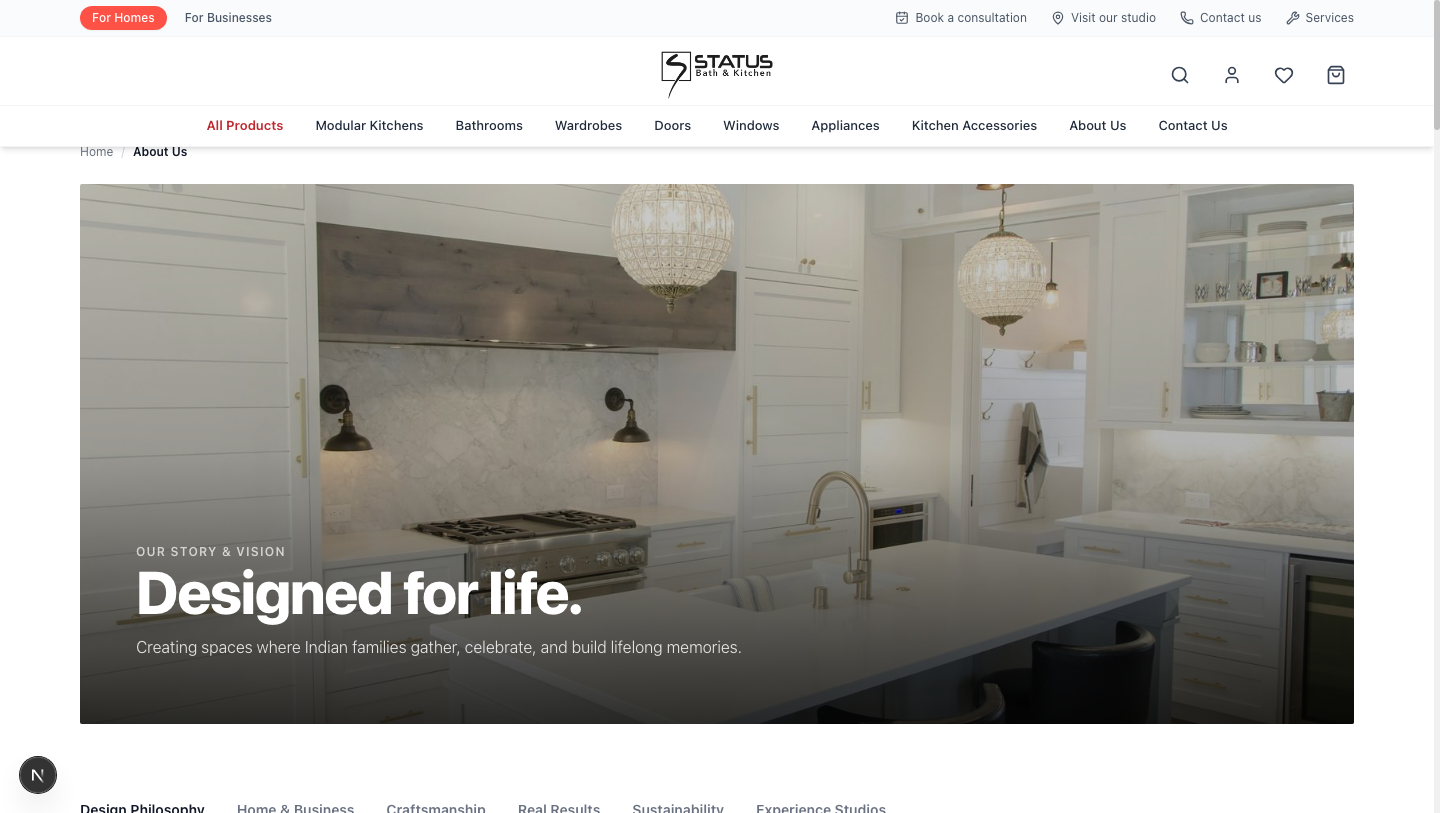 For Homes
For Businesses
Book a consultation
Visit our studio
Contact us
Services
STATUS
Bath & Kitchen
All Products
Modular Kitchens
Bathrooms
Wardrobes
Doors
Windows
Appliances
Kitchen Accessories
About Us
Contact Us
Home / About Us
OUR STORY & VISION
Designed for life.
Creating spaces where Indian families gather, celebrate, and build lifelong memories.
N
Design Philosophy
Home & Business
Craftsmanship
Real Results
Sustainability
Experience Studios